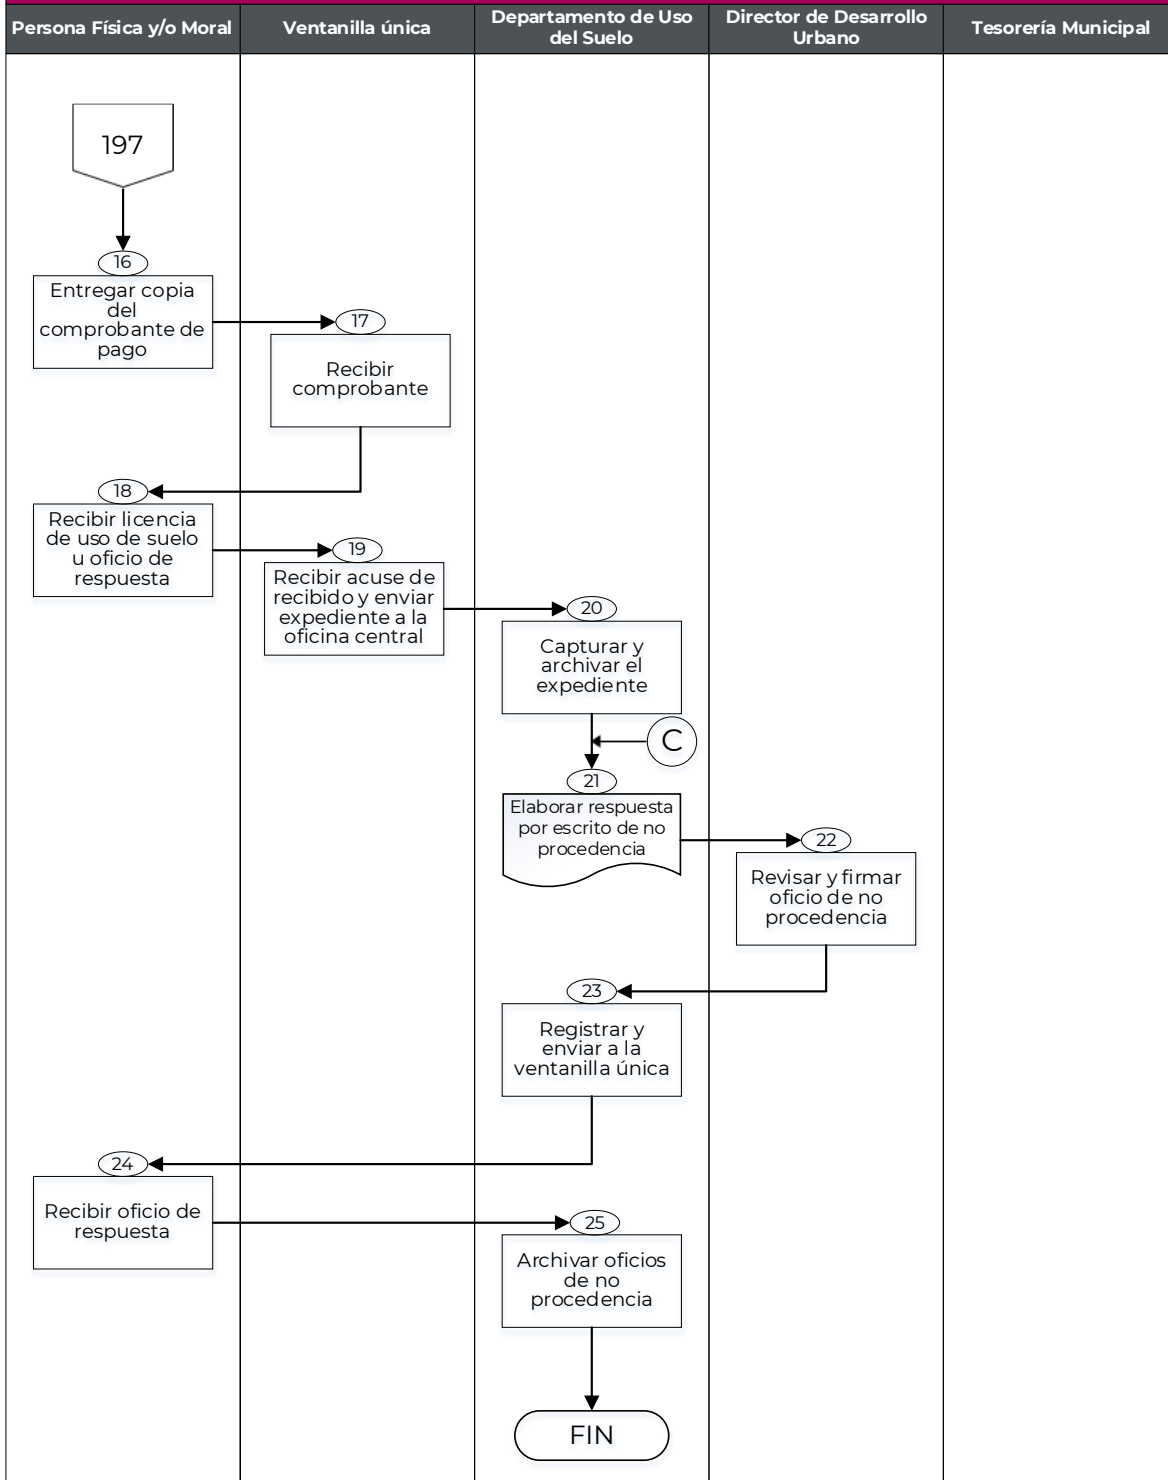 Persona Física y/o Moral
Ventanilla única
Departamento de Uso
del Suelo
Director de Desarrollo
Urbano
Tesorería Municipal
197
16
Entregar copia
del
comprobante de
pago
17
Recibir
comprobante
18
Recibir licencia
de uso de suelo
u oficio de
respuesta
19
Recibir acuse de
recibido y enviar
expediente a la
oficina central
20
Capturar y
archivar el
expediente
C
21
Elaborar respuesta
por escrito de no
procedencia
22
Revisar y firmar
oficio de no
procedencia
23
Registrar y
enviar a la
ventanilla única
24
Recibir oficio de
respuesta
25
Archivar oficios
de no
procedencia
FIN